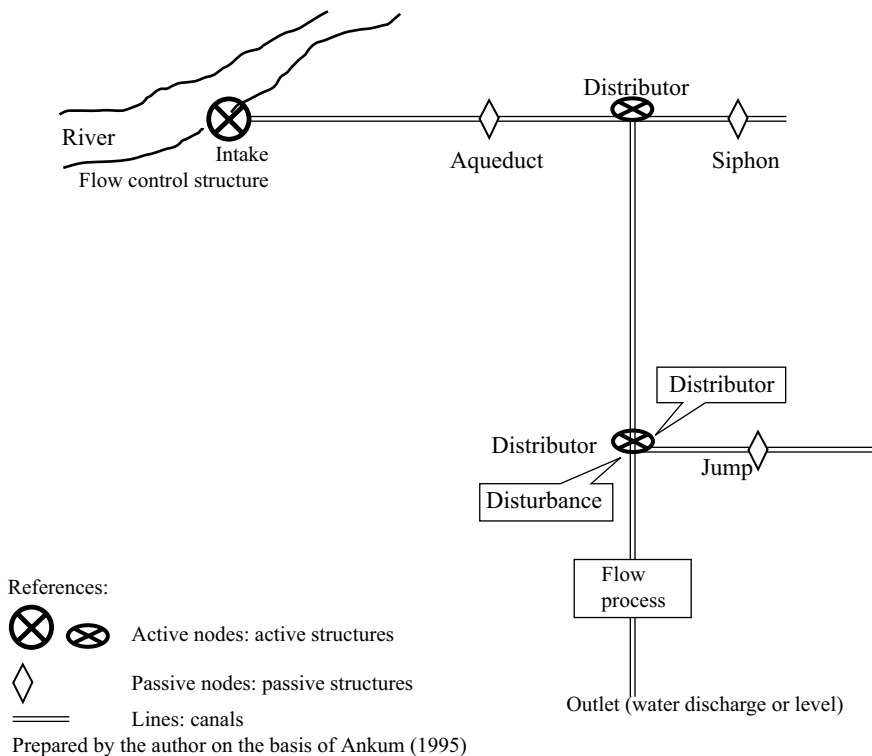 Distributor
River
Intake
Aqueduct
Siphon
Flow control structure
Distributor
Distributor
Jump
Disturbance
Flow
process
References:
Active nodes: active structures
Passive nodes: passive structures
Outlet (water discharge or level)
Lines: canals
Prepared by the author on the basis of Ankum (1995)